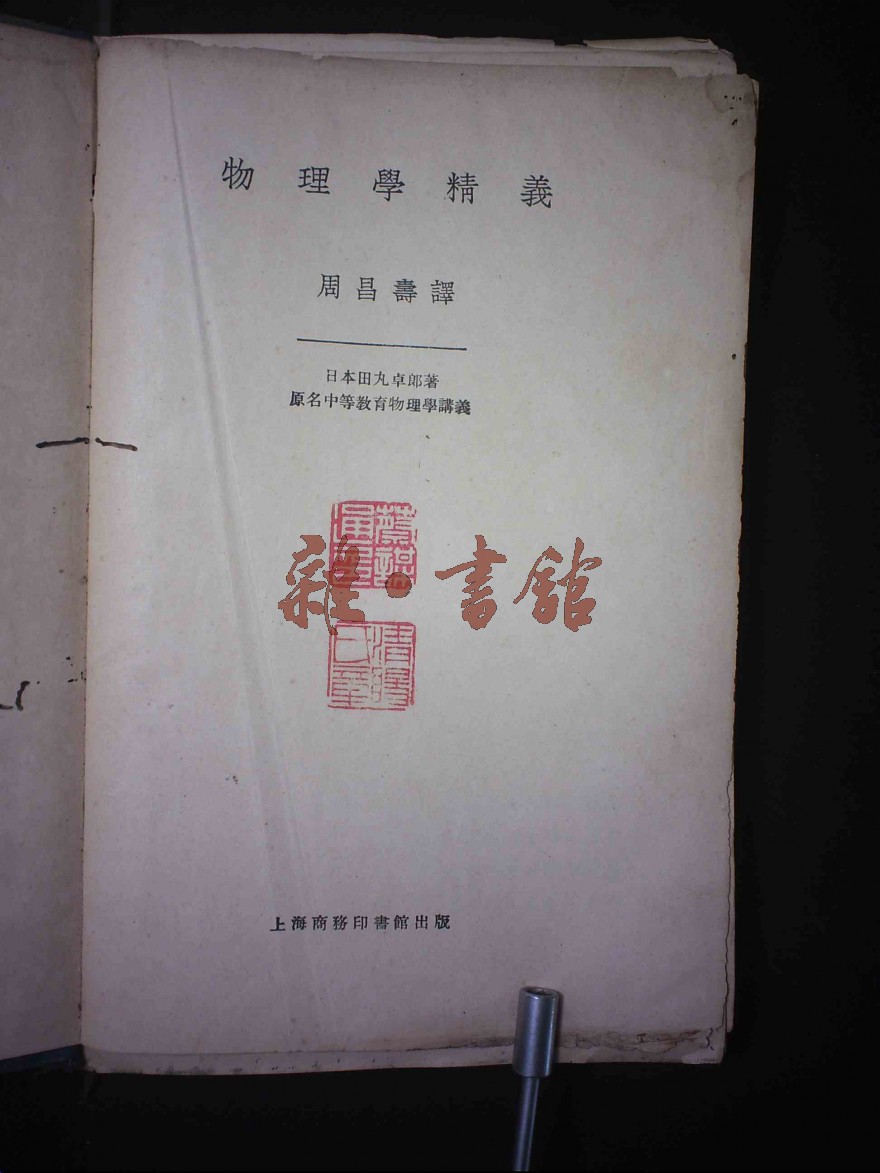 物理學精義
周昌壽譯
日本田丸卓郎著
原名中等教育物理學講義
雜·書館
上海商務印書館出版